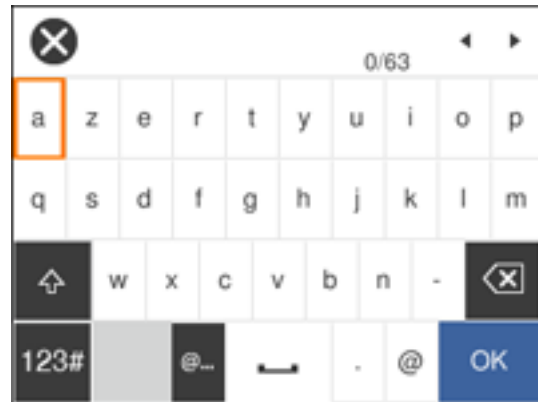 0/63
a z e r t y u i o p
q s d f g h j k l m
w x c v b n -
123# @... . @ OK